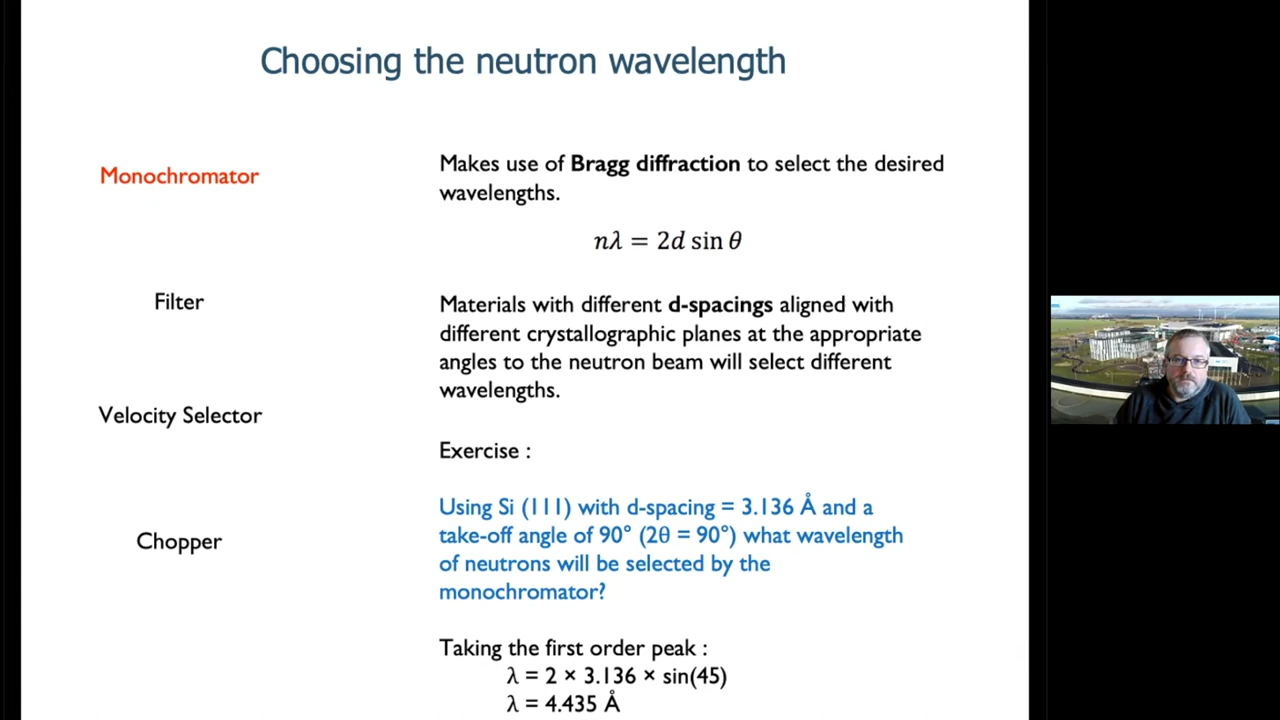 Choosing the neutron wavelength
Monochromator
Makes use of Bragg diffraction to select the desired
wavelengths.
nλ = 2d sin θ
Filter
Materials with different d-spacings aligned with
different crystallographic planes at the appropriate
angles to the neutron beam will select different
wavelengths.
Velocity Selector
Exercise :
Using Si (111) with d-spacing = 3.136 Å and a
take-off angle of 90° (2θ = 90°) what wavelength
of neutrons will be selected by the
monochromator?
Chopper
Taking the first order peak :
λ = 2 × 3.136 × sin(45)
λ = 4.435 Å